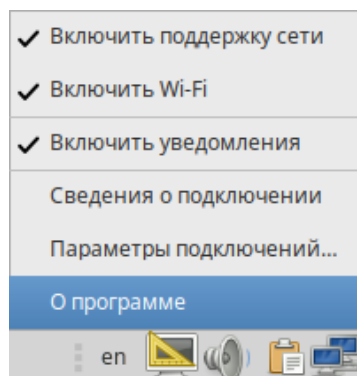 Включить поддержку сети
Включить Wi-Fi
Включить уведомления
Сведения о подключении
Параметры подключений...
О программе
en